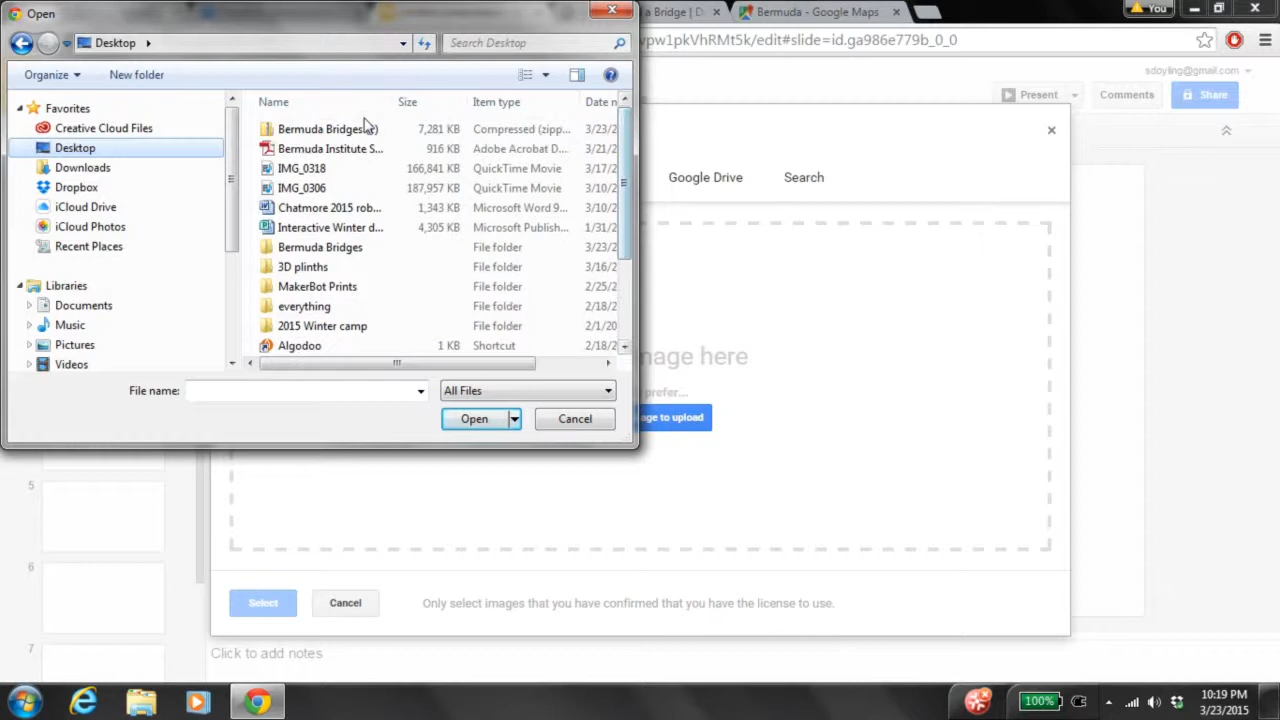 Open
a Bridge | D
Bermuda - Google Maps
You
Desktop
Search Desktop
vpw1pkVhRMt5k/edit#slide=id.ga986e779b_0_0
Organize
New folder
sdoyling@gmail.com
Present
Comments
Share
Favorites
Creative Cloud Files
Desktop
Downloads
Dropbox
iCloud Drive
iCloud Photos
Recent Places
Libraries
Documents
Music
Pictures
Videos
Name Size Item type Date n
Bermuda Bridges 7,281 KB Compressed (zipp... 3/23/2
Bermuda Institute S... 916 KB Adobe Acrobat D... 3/21/2
IMG_0318 166,841 KB QuickTime Movie 3/17/2
IMG_0306 187,957 KB QuickTime Movie 3/10/2
Chatmore 2015 rob... 1,343 KB Microsoft Word 9... 3/10/2
Interactive Winter d... 4,305 KB Microsoft Publish... 1/31/2
Bermuda Bridges File folder 3/23/2
3D plinths File folder 3/16/2
MakerBot Prints File folder 2/25/2
everything File folder 2/18/2
2015 Winter camp File folder 2/1/20
Algodoo 1 KB Shortcut 2/18/2
File name:
All Files
Open
Cancel
Google Drive
Search
mage here
prefer...
ge to upload
5
6
7
Select
Cancel
Only select images that you have confirmed that you have the license to use.
Click to add notes
100%
10:19 PM
3/23/2015